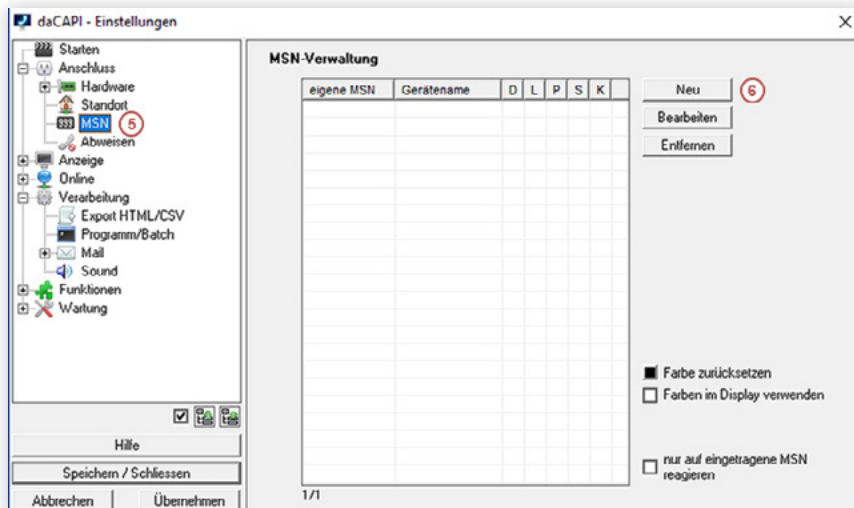 daCAPI - Einstellungen
Starten
Anschluss
Hardware
Standort
MSN 5
Abweisen
Anzeige
Online
Verarbeitung
Export HTML/CSV
Programm/Batch
Mail
Sound
Funktionen
Wartung
Hilfe
Speichern / Schliessen
Abbrechen Übernehmen
MSN-Verwaltung
eigene MSN Gerätename D L P S K
1/1
Neu 6
Bearbeiten
Entfernen
Farbe zurücksetzen
Farben im Display verwenden
nur auf eingetragene MSN
reagieren